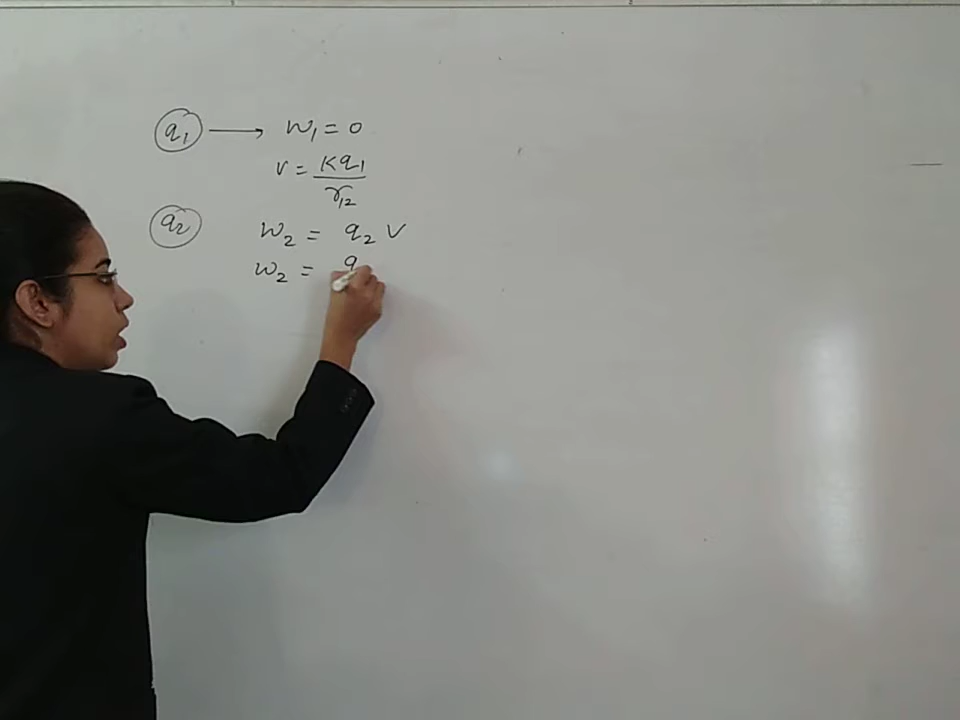 q₁ ⟶ W₁ = 0
V = Kq₁ / r₁₂
q₂ W₂ = q₂ V
W₂ = q